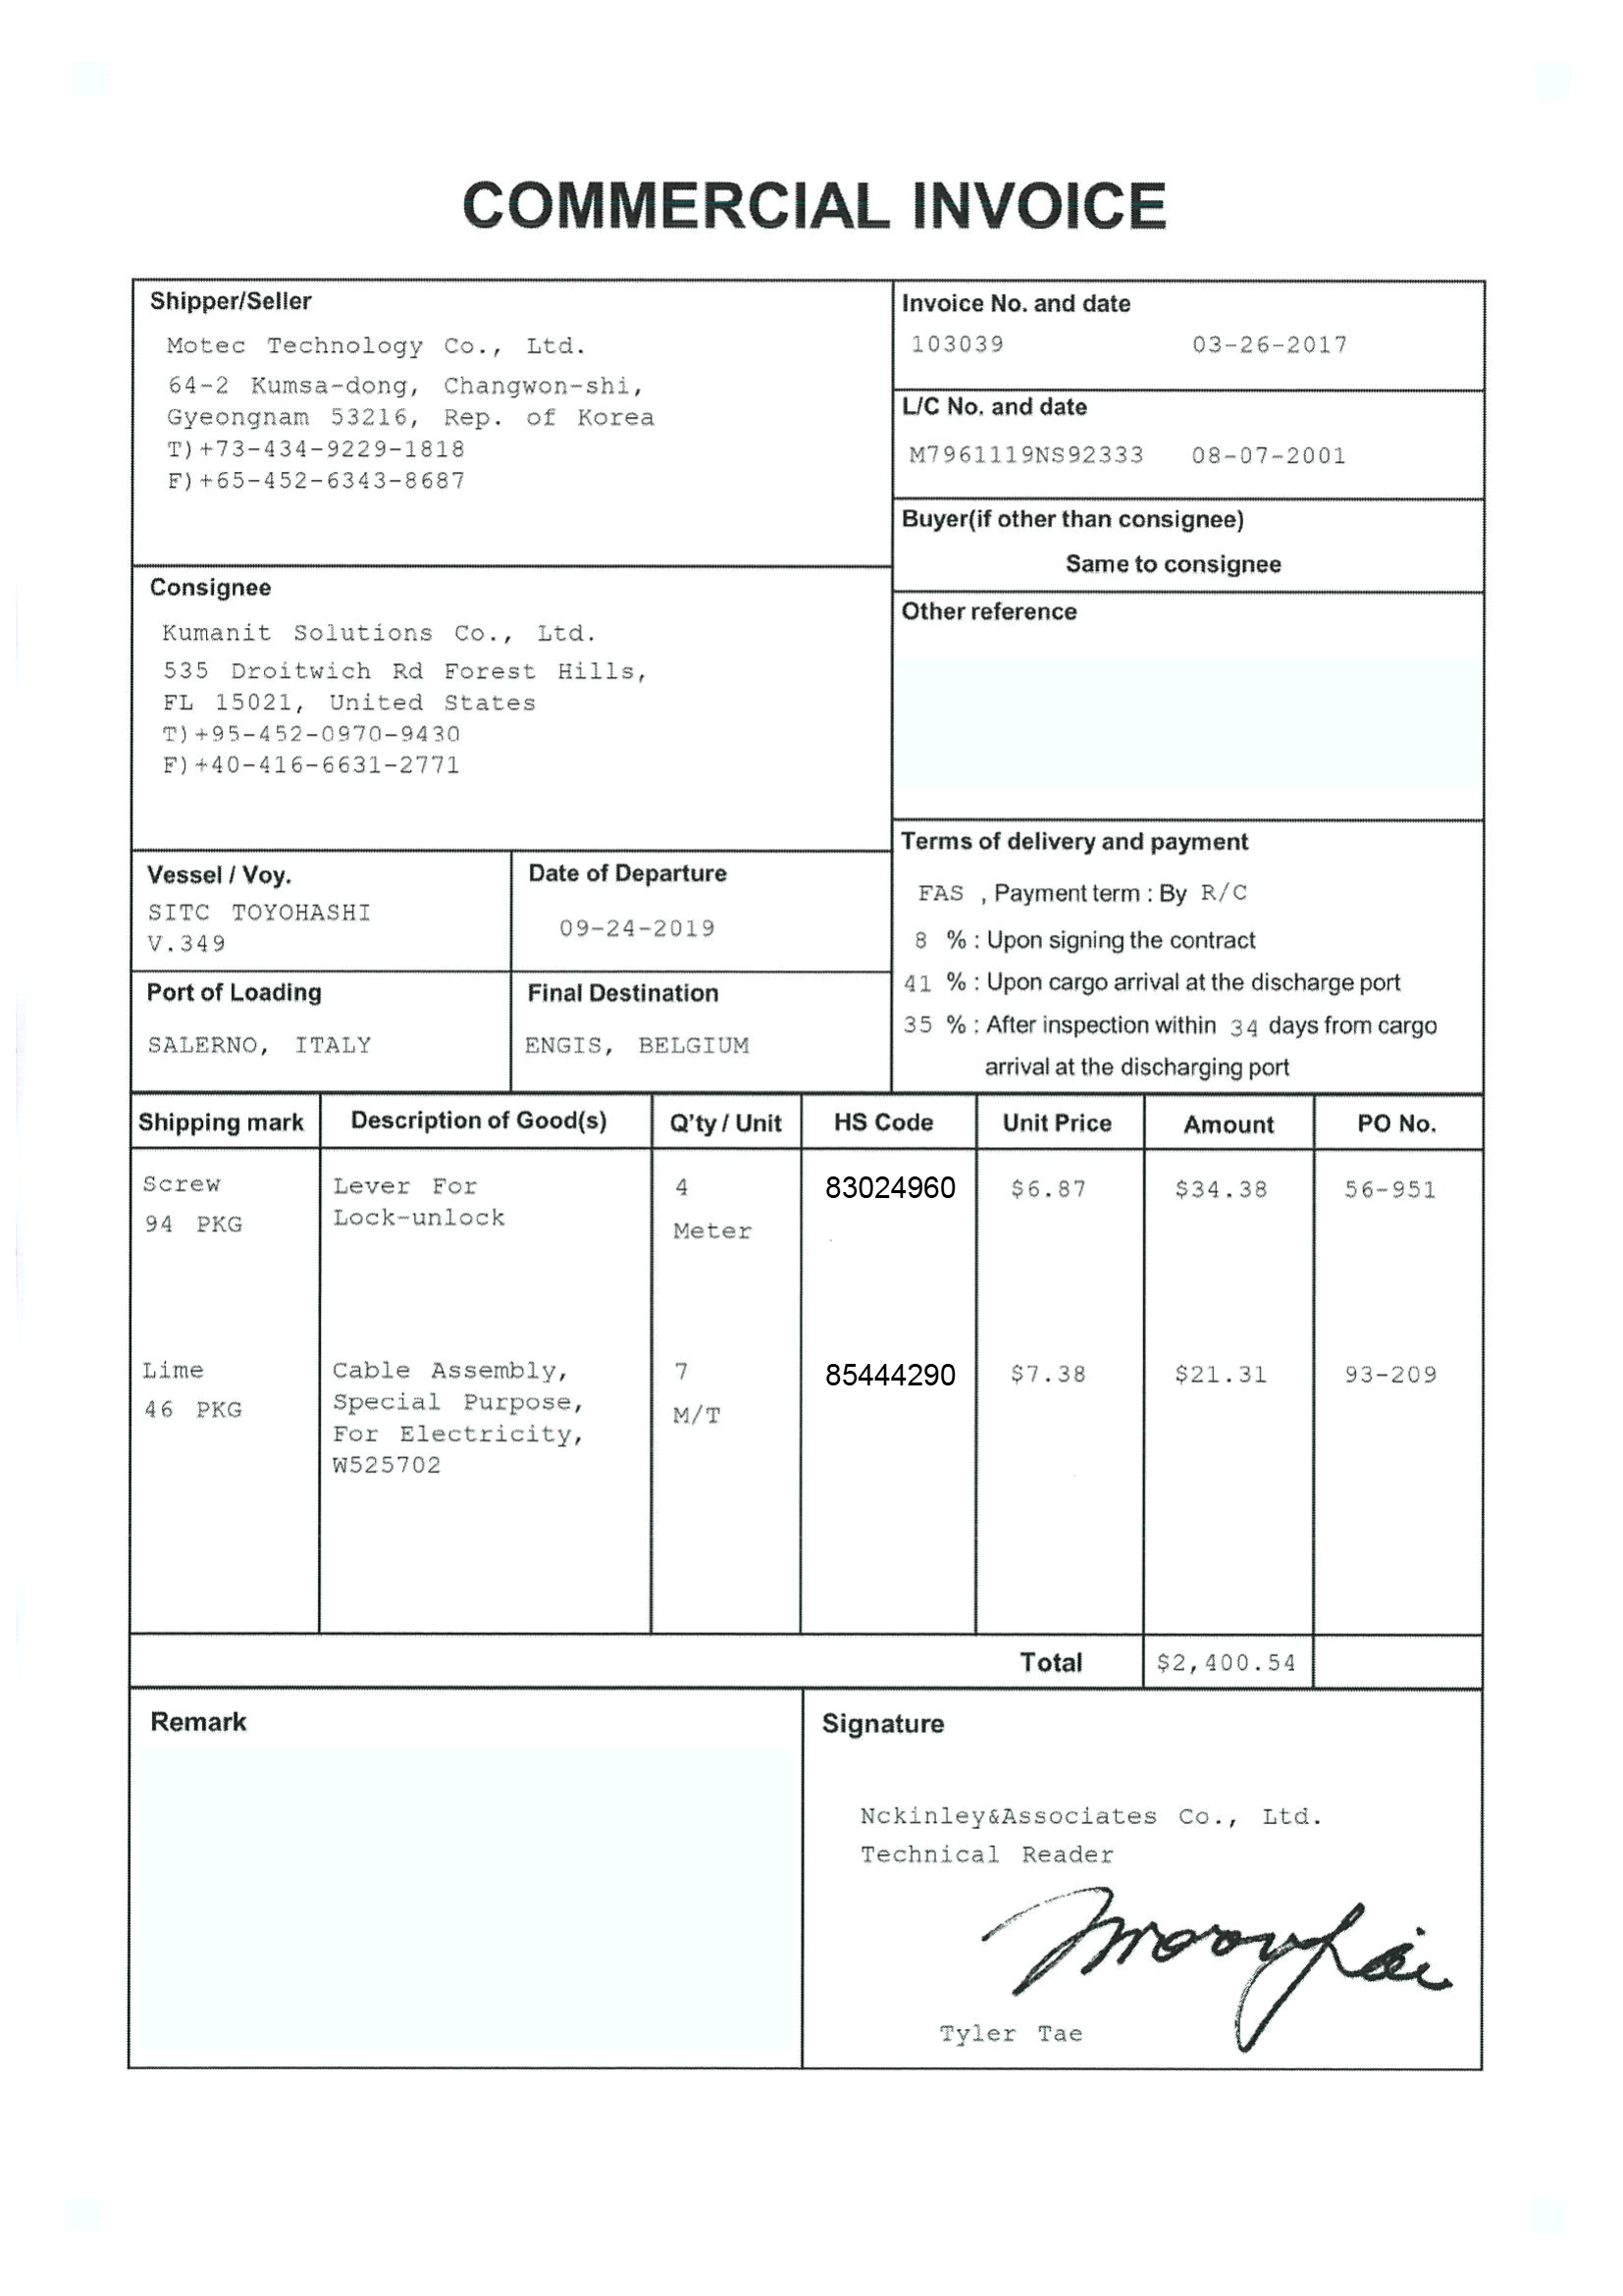 COMMERCIAL INVOICE
Shipper/Seller
Motec Technology Co., Ltd.
64-2 Kumsa-dong, Changwon-shi,
Gyeongnam 53216, Rep. of Korea
T)+73-434-9229-1818
F)+65-452-6343-8687
Invoice No. and date
103039 03-26-2017
L/C No. and date
M7961119NS92333 08-07-2001
Buyer(if other than consignee)
Same to consignee
Consignee
Kumanit Solutions Co., Ltd.
535 Droitwich Rd Forest Hills,
FL 15021, United States
T)+95-452-0970-9430
F)+40-416-6631-2771
Other reference
Vessel / Voy.
SITC TOYOHASHI
V.349
Date of Departure
09-24-2019
Port of Loading
SALERNO, ITALY
Final Destination
ENGIS, BELGIUM
Terms of delivery and payment
FAS , Payment term : By R/C
8 % : Upon signing the contract
41 % : Upon cargo arrival at the discharge port
35 % : After inspection within 34 days from cargo
arrival at the discharging port
Shipping mark Description of Good(s) Q'ty / Unit HS Code Unit Price Amount PO No.
Screw Lever For 4 83024960 $6.87 $34.38 56-951
94 PKG Lock-unlock Meter
Lime Cable Assembly, 7 85444290 $7.38 $21.31 93-209
46 PKG Special Purpose, M/T
For Electricity,
W525702
Total $2,400.54
Remark
Signature
Nckinley&Associates Co., Ltd.
Technical Reader
Tyler Tae